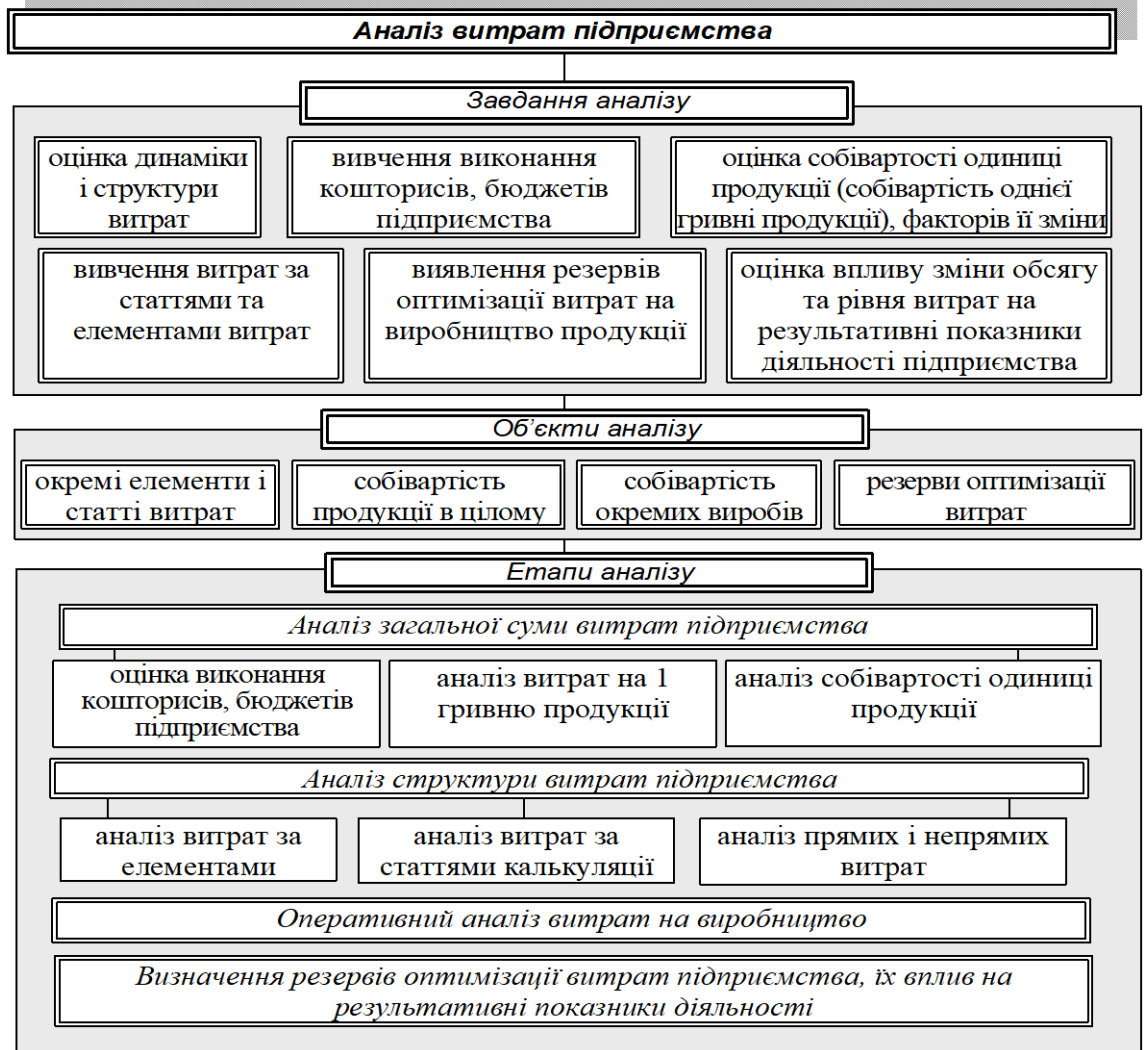 Аналіз витрат підприємства
Завдання аналізу
оцінка динаміки
і структури
витрат
вивчення виконання
кошторисів, бюджетів
підприємства
оцінка собівартості одиниці
продукції (собівартість однієї
гривні продукції), факторів її зміни
вивчення витрат за
статтями та
елементами витрат
виявлення резервів
оптимізації витрат на
виробництво продукції
оцінка впливу зміни обсягу
та рівня витрат на
результативні показники
діяльності підприємства
Об’єкти аналізу
окремі елементи і
статті витрат
собівартість
продукції в цілому
собівартість
окремих виробів
резерви оптимізації
витрат
Етапи аналізу
Аналіз загальної суми витрат підприємства
оцінка виконання
кошторисів, бюджетів
підприємства
аналіз витрат на 1
гривню продукції
аналіз собівартості одиниці
продукції
Аналіз структури витрат підприємства
аналіз витрат за
елементами
аналіз витрат за
статтями калькуляції
аналіз прямих і непрямих
витрат
Оперативний аналіз витрат на виробництво
Визначення резервів оптимізації витрат підприємства, їх вплив на
результативні показники діяльності